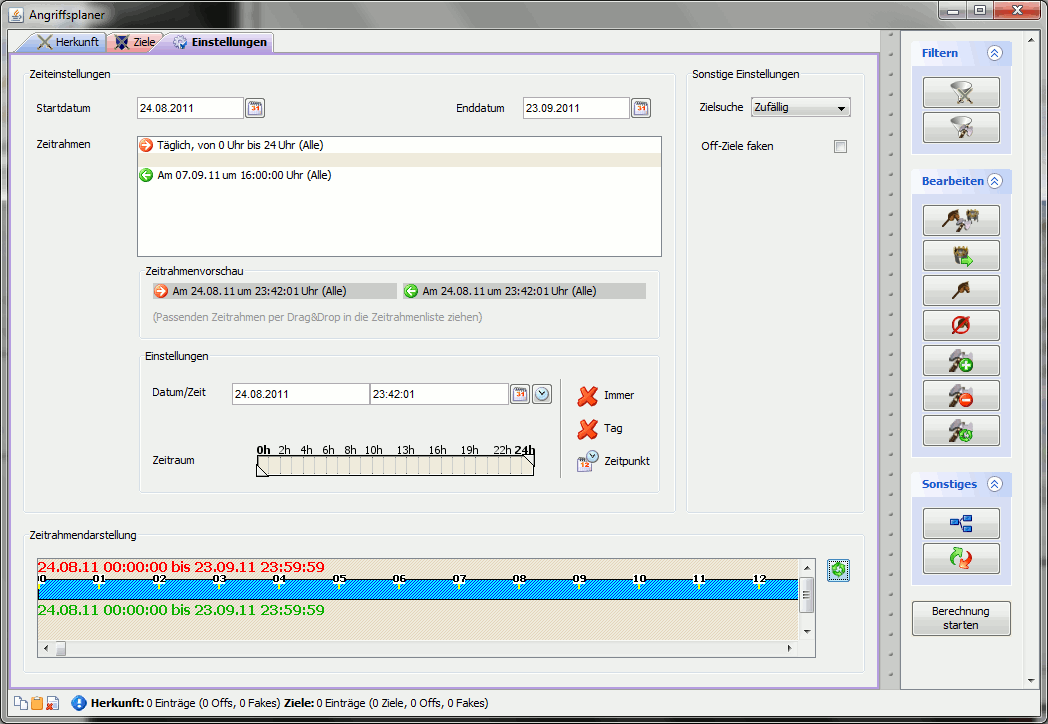 Angriffsplaner
Herkunft Ziele Einstellungen
Zeiteinstellungen
Startdatum 24.08.2011 31 Enddatum 23.09.2011 31
Zeitrahmen
Täglich, von 0 Uhr bis 24 Uhr (Alle)
Am 07.09.11 um 16:00:00 Uhr (Alle)
Zeitrahmenvorschau
Am 24.08.11 um 23:42:01 Uhr (Alle) Am 24.08.11 um 23:42:01 Uhr (Alle)
(Passenden Zeitrahmen per Drag&Drop in die Zeitrahmenliste ziehen)
Einstellungen
Datum/Zeit 24.08.2011 23:42:01 31
Immer
Tag
12 Zeitpunkt
Zeitraum
0h 2h 4h 6h 8h 10h 13h 16h 19h 22h 24h
Sonstige Einstellungen
Zielsuche Zufällig
Off-Ziele faken
Zeitrahmendarstellung
24.08.11 00:00:00 bis 23.09.11 23:59:59
00 01 02 03 04 05 06 07 08 09 10 11 12
24.08.11 00:00:00 bis 23.09.11 23:59:59
Filtern
Bearbeiten
Sonstiges
Berechnung
starten
Herkunft: 0 Einträge (0 Offs, 0 Fakes) Ziele: 0 Einträge (0 Ziele, 0 Offs, 0 Fakes)